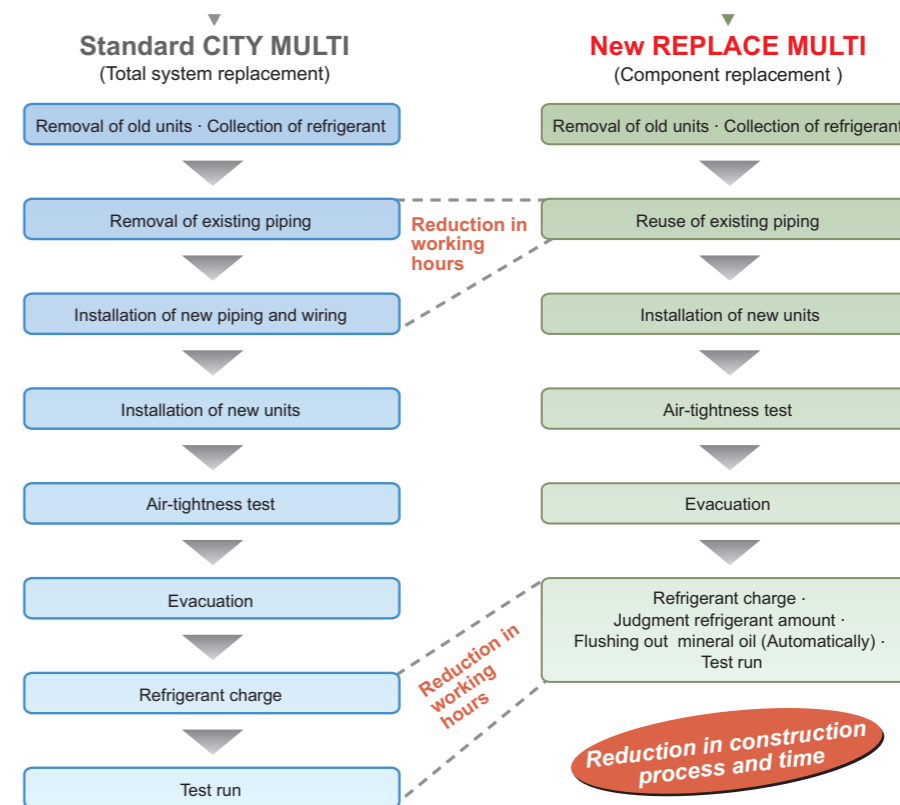 Standard CITY MULTI
(Total system replacement)
Removal of old units · Collection of refrigerant
Removal of existing piping
Installation of new piping and wiring
Installation of new units
Air-tightness test
Evacuation
Refrigerant charge
Test run
Reduction in
working
hours
Reduction in
working
hours
New REPLACE MULTI
(Component replacement )
Removal of old units · Collection of refrigerant
Reuse of existing piping
Installation of new units
Air-tightness test
Evacuation
Refrigerant charge ·
Judgment refrigerant amount ·
Flushing out mineral oil (Automatically) ·
Test run
Reduction in construction
process and time